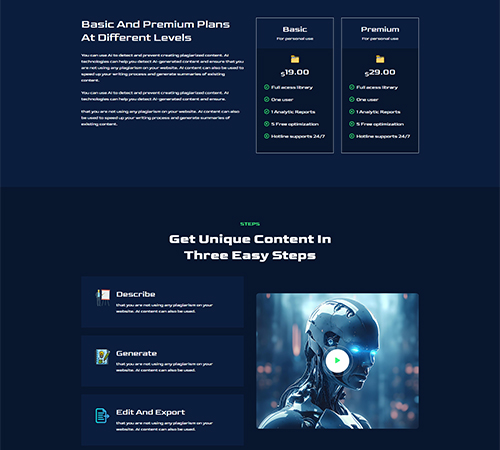 Basic And Premium Plans
At Different Levels
You can use AI to detect and prevent creating plagiarized content. AI
technologies can help you detect AI-generated content and ensure that you
are not using any plagiarism on your website. AI content can also be used to
speed up your writing process and generate summaries of existing
content.
You can use AI to detect and prevent creating plagiarized content. AI
technologies can help you detect AI-generated content and ensure.
that you are not using any plagiarism on your website. AI content can also
be used to speed up your writing process and generate summaries of
existing content.
Basic
For personal use
$19.00
Full acess library
One user
1 Analytic Reports
5 Free optimization
Hotline supports 24/7
Premium
For personal use
$29.00
Full acess library
One user
1 Analytic Reports
5 Free optimization
Hotline supports 24/7
STEPS
Get Unique Content In
Three Easy Steps
Describe
that you are not using any plagiarism on your
website. AI content can also be used.
Generate
that you are not using any plagiarism on your
website. AI content can also be used.
Edit And Export
that you are not using any plagiarism on your
website. AI content can also be used.